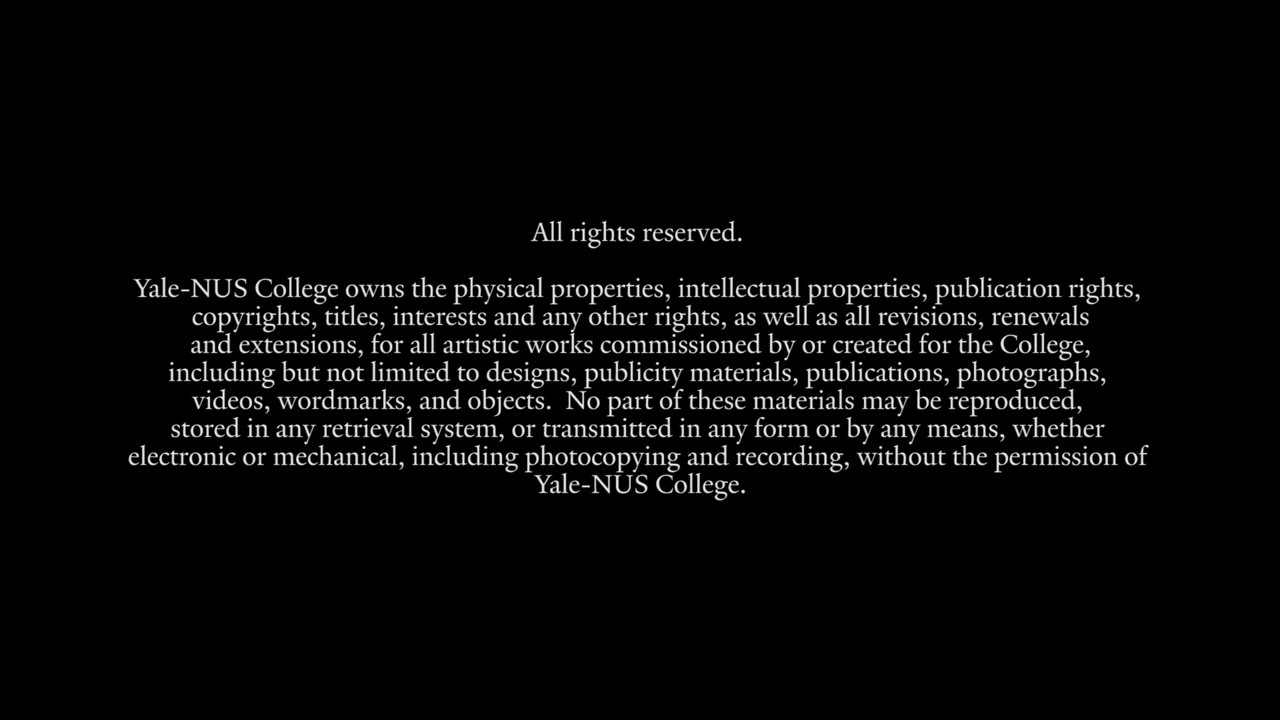 All rights reserved.
Yale-NUS College owns the physical properties, intellectual properties, publication rights,
copyrights, titles, interests and any other rights, as well as all revisions, renewals
and extensions, for all artistic works commissioned by or created for the College,
including but not limited to designs, publicity materials, publications, photographs,
videos, wordmarks, and objects.  No part of these materials may be reproduced,
stored in any retrieval system, or transmitted in any form or by any means, whether
electronic or mechanical, including photocopying and recording, without the permission of
Yale-NUS College.